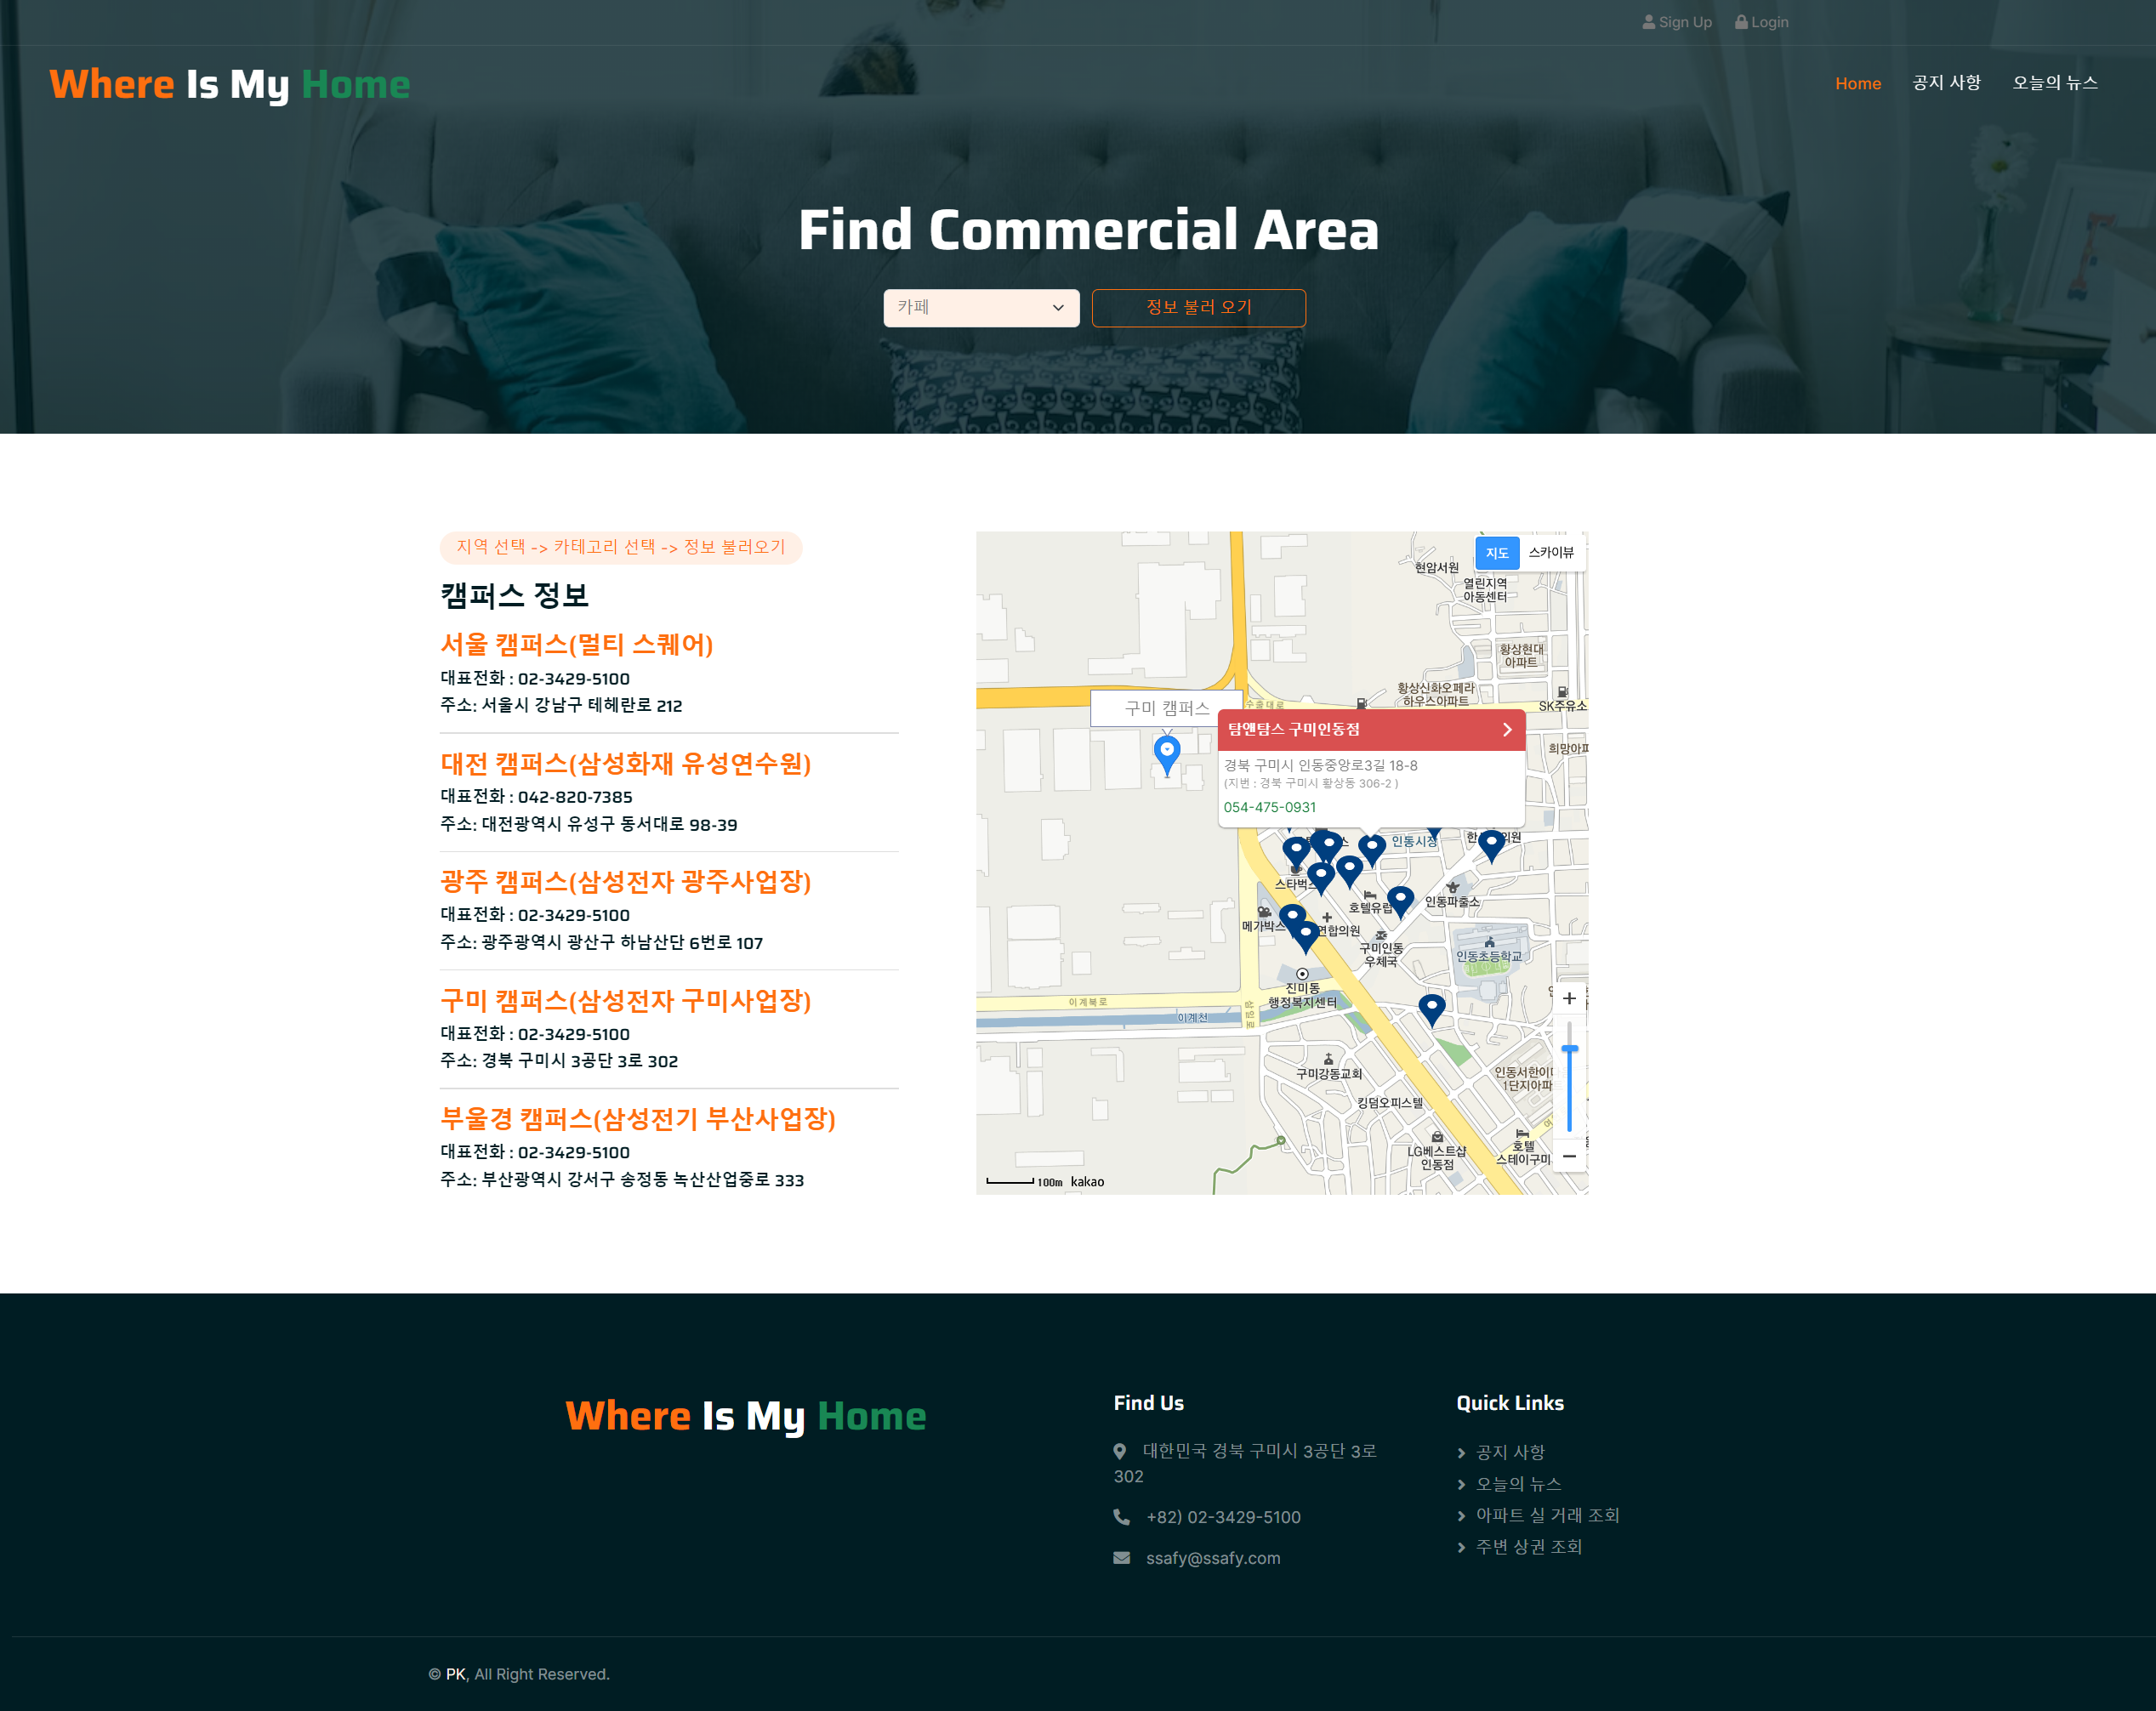 Sign Up
Login
Where Is My Home
Home
공지 사항
오늘의 뉴스
Find Commercial Area
카페
정보 불러 오기
지역 선택 -> 카테고리 선택 -> 정보 불러오기
캠퍼스 정보
서울 캠퍼스(멀티 스퀘어)
대표전화 : 02-3429-5100
주소: 서울시 강남구 테헤란로 212
대전 캠퍼스(삼성화재 유성연수원)
대표전화 : 042-820-7385
주소: 대전광역시 유성구 동서대로 98-39
광주 캠퍼스(삼성전자 광주사업장)
대표전화 : 02-3429-5100
주소: 광주광역시 광산구 하남산단 6번로 107
구미 캠퍼스(삼성전자 구미사업장)
대표전화 : 02-3429-5100
주소: 경북 구미시 3공단 3로 302
부울경 캠퍼스(삼성전기 부산사업장)
대표전화 : 02-3429-5100
주소: 부산광역시 강서구 송정동 녹산산업중로 333
지도
스카이뷰
현암서원
열린지역
아동센터
황상현대
아파트
황상신화오페라
하우스아파트
SK주유소
수출대로
구미 캠퍼스
탐앤탐스 구미인동점
경북 구미시 인동중앙로3길 18-8
(지번 : 경북 구미시 황상동 306-2 )
054-475-0931
희망아파
인동시장
스타벅스
호텔유럽
인동파출소
메가박스
연합의원
구미인동
우체국
인동초등학교
진미동
행정복지센터
이계북로
이계천
산업로
구미강동교회
인동서한이다
1단지아파트
킹덤오피스텔
LG베스트샵
인동점
호텔
스테이구미
100m
kakao
Where Is My Home
Find Us
대한민국 경북 구미시 3공단 3로
302
+82) 02-3429-5100
ssafy@ssafy.com
Quick Links
공지 사항
오늘의 뉴스
아파트 실 거래 조회
주변 상권 조회
© PK, All Right Reserved.